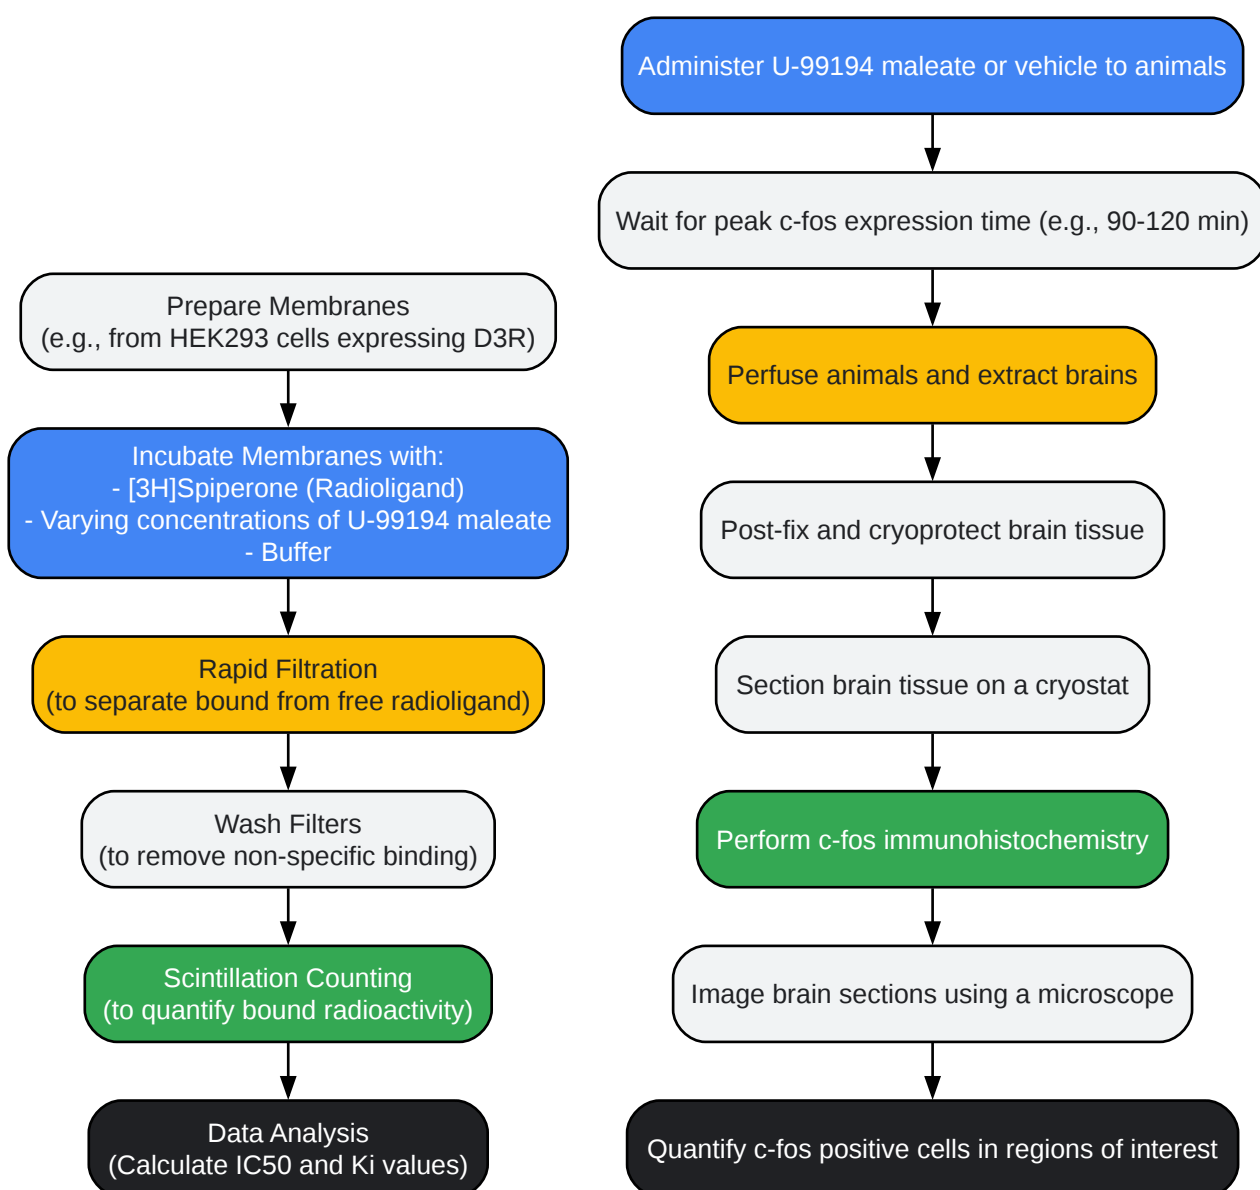 Prepare Membranes
(e.g., from HEK293 cells expressing D3R)
Incubate Membranes with:
- [3H]Spiperone (Radioligand)
- Varying concentrations of U-99194 maleate
- Buffer
Rapid Filtration
(to separate bound from free radioligand)
Wash Filters
(to remove non-specific binding)
Scintillation Counting
(to quantify bound radioactivity)
Data Analysis
(Calculate IC50 and Ki values)
Administer U-99194 maleate or vehicle to animals
Wait for peak c-fos expression time (e.g., 90-120 min)
Perfuse animals and extract brains
Post-fix and cryoprotect brain tissue
Section brain tissue on a cryostat
Perform c-fos immunohistochemistry
Image brain sections using a microscope
Quantify c-fos positive cells in regions of interest